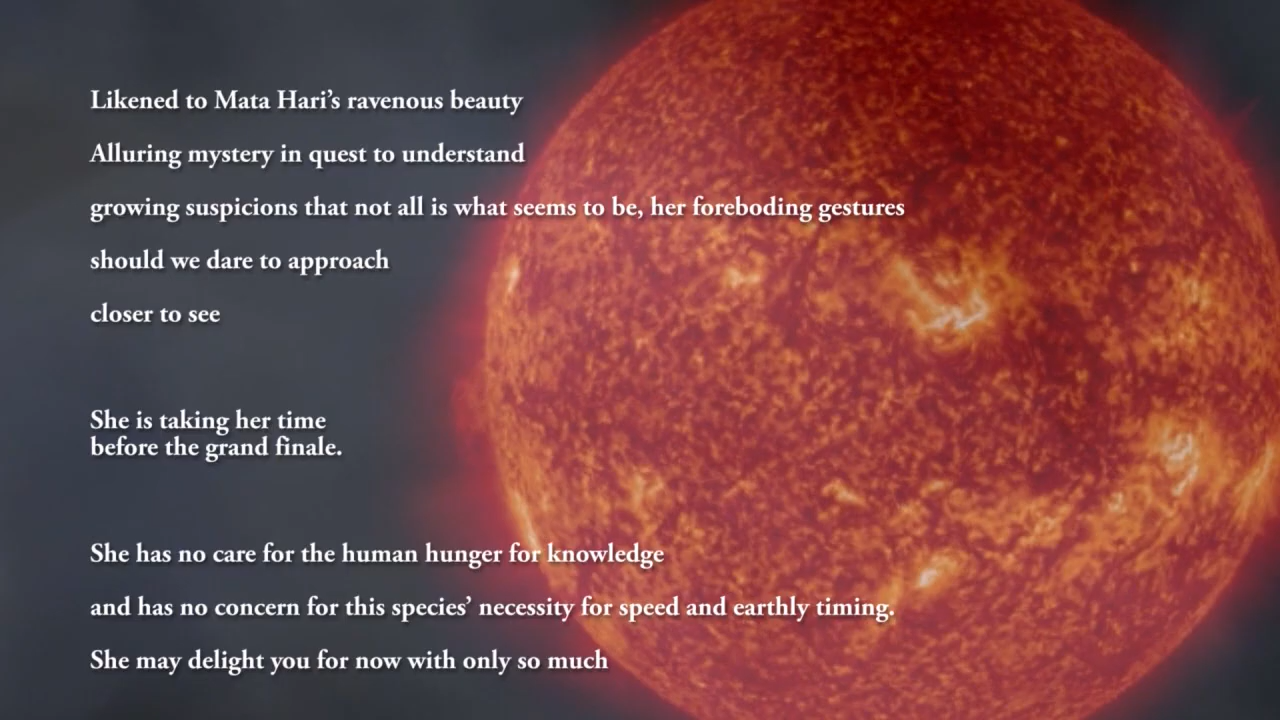 Likened to Mata Hari’s ravenous beauty
Alluring mystery in quest to understand
growing suspicions that not all is what seems to be, her foreboding gestures
should we dare to approach
closer to see
She is taking her time
before the grand finale.
She has no care for the human hunger for knowledge
and has no concern for this species’ necessity for speed and earthly timing.
She may delight you for now with only so much